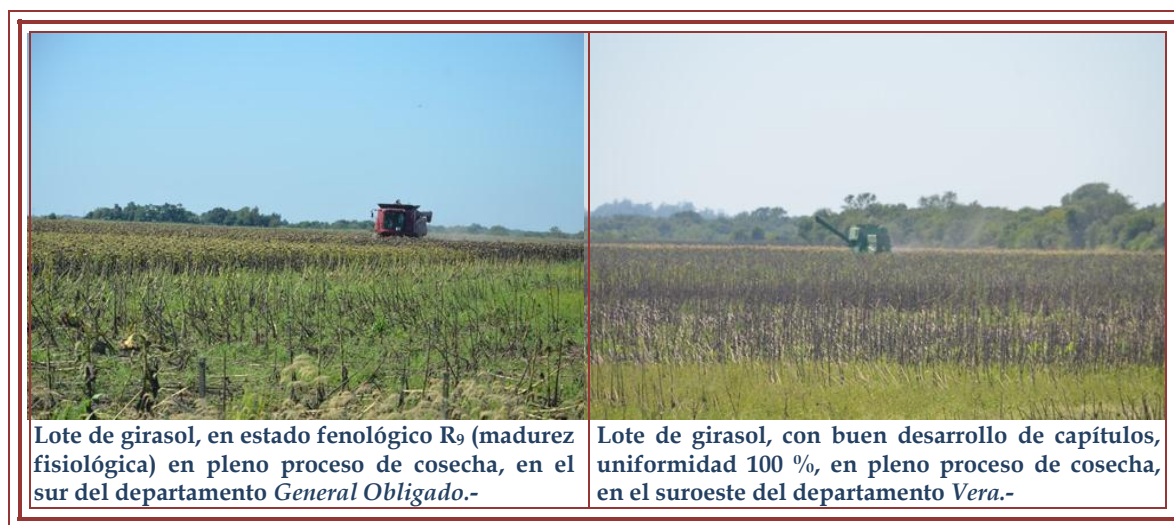 Lote de girasol, en estado fenológico R₉ (madurez
fisiológica) en pleno proceso de cosecha, en el
sur del departamento General Obligado.-
Lote de girasol, con buen desarrollo de capítulos,
uniformidad 100 %, en pleno proceso de cosecha,
en el suroeste del departamento Vera.-